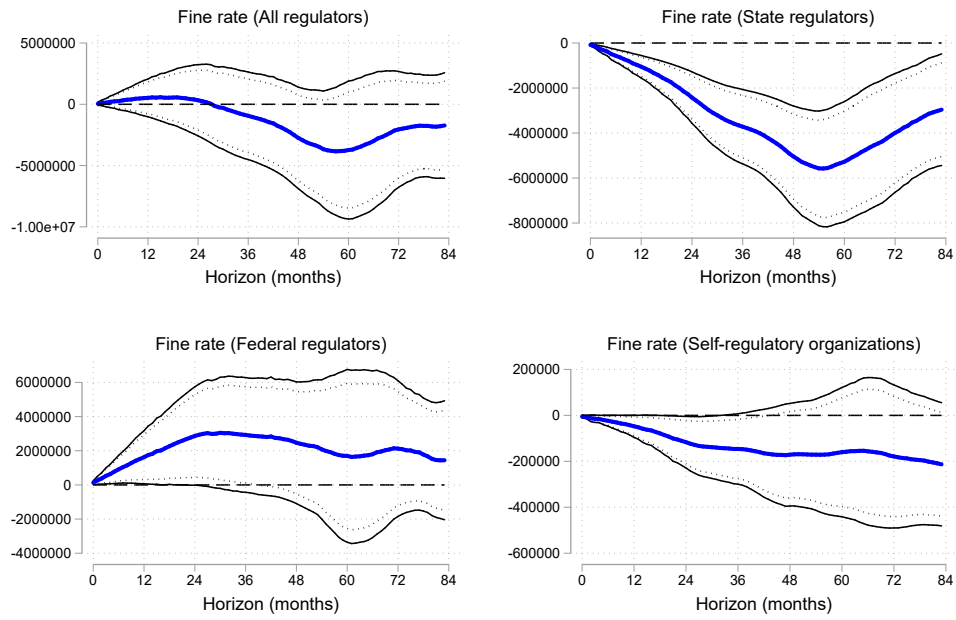 Fine rate (All regulators)
5000000
0
-5000000
-1.00e+07
0 12 24 36 48 60 72 84
Horizon (months)
Fine rate (State regulators)
0
-2000000
-4000000
-6000000
-8000000
0 12 24 36 48 60 72 84
Horizon (months)
Fine rate (Federal regulators)
6000000
4000000
2000000
0
-2000000
-4000000
0 12 24 36 48 60 72 84
Horizon (months)
Fine rate (Self-regulatory organizations)
200000
0
-200000
-400000
-600000
0 12 24 36 48 60 72 84
Horizon (months)